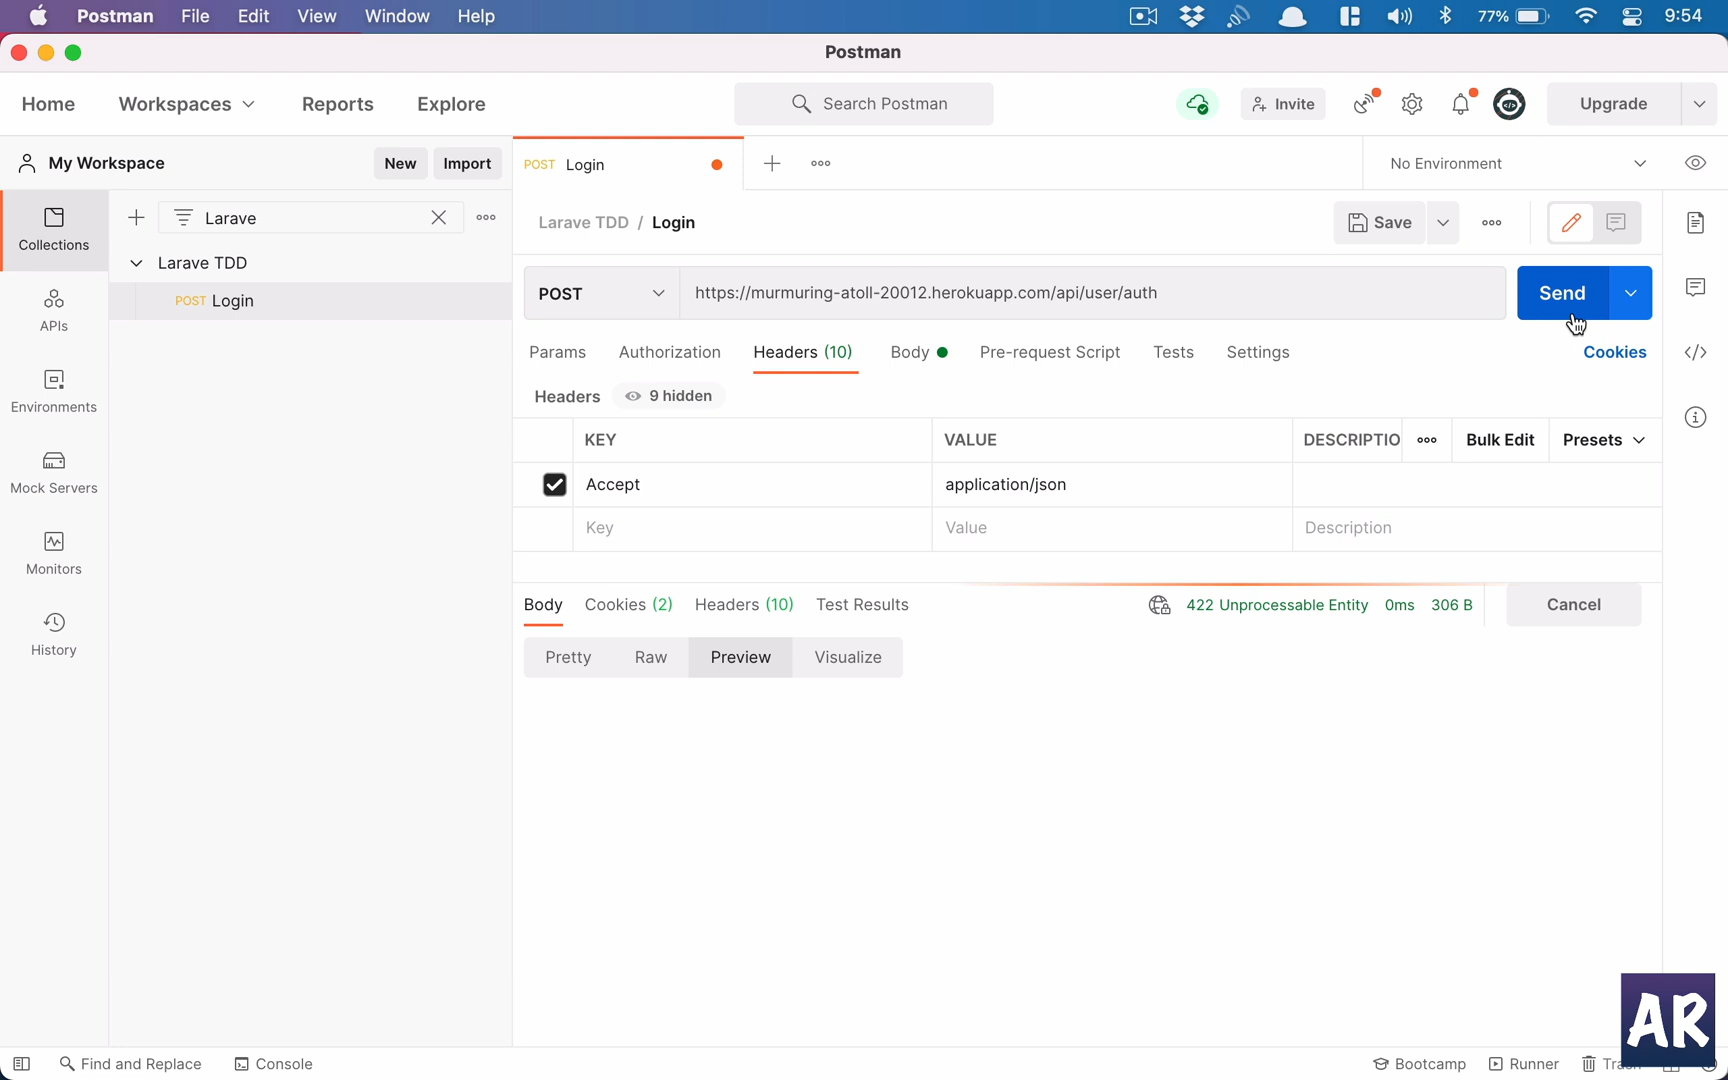 Postman File Edit View Window Help 77% 9:54
Postman
Home Workspaces Reports Explore Search Postman Invite Upgrade
My Workspace New Import POST Login No Environment
Larave
Larave TDD / Login Save
Collections
Larave TDD
POST Login
POST https://murmuring-atoll-20012.herokuapp.com/api/user/auth Send
APIs
Params Authorization Headers (10) Body Pre-request Script Tests Settings Cookies
Environments
Headers 9 hidden
KEY VALUE DESCRIPTIO Bulk Edit Presets
Mock Servers
Accept application/json
Key Value Description
Monitors
Body Cookies (2) Headers (10) Test Results 422 Unprocessable Entity 0ms 306 B Cancel
History
Pretty Raw Preview Visualize
AR
Find and Replace Console Bootcamp Runner